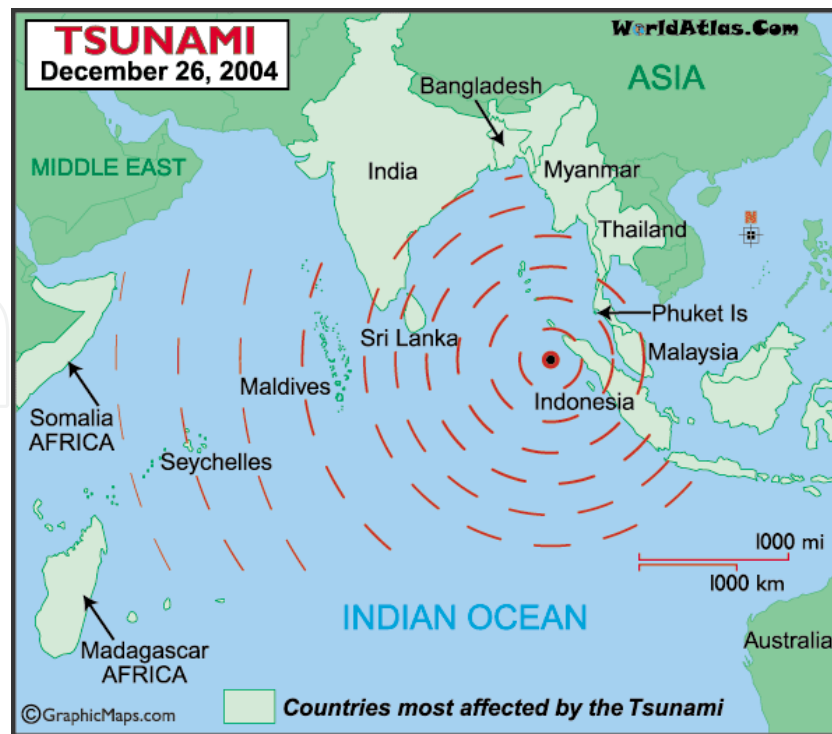 TSUNAMI
December 26, 2004
WorldAtlas.Com
ASIA
Bangladesh
MIDDLE EAST
India
Myanmar
Thailand
N
Phuket Is
Sri Lanka
Malaysia
Maldives
Indonesia
Somalia
AFRICA
Seychelles
1000 mi
1000 km
INDIAN OCEAN
Australia
Madagascar
AFRICA
Countries most affected by the Tsunami
©GraphicMaps.com